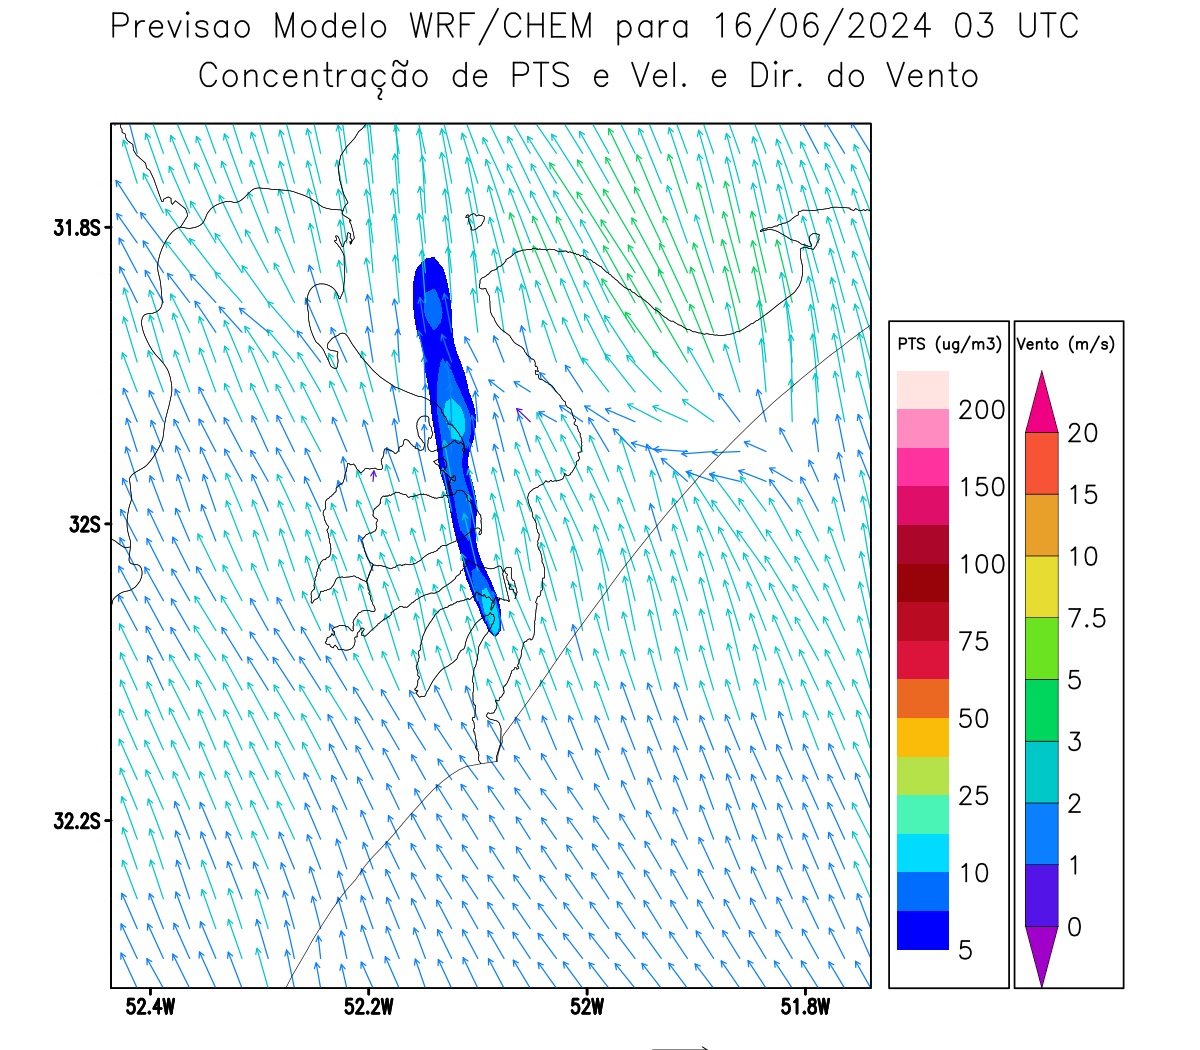 Previsao Modelo WRF/CHEM para 16/06/2024 03 UTC
Concentração de PTS e Vel. e Dir. do Vento
31.8S
32S
32.2S
52.4W
52.2W
52W
51.8W
PTS (ug/m3)
200
150
100
75
50
25
10
5
Vento (m/s)
20
15
10
7.5
5
3
2
1
0